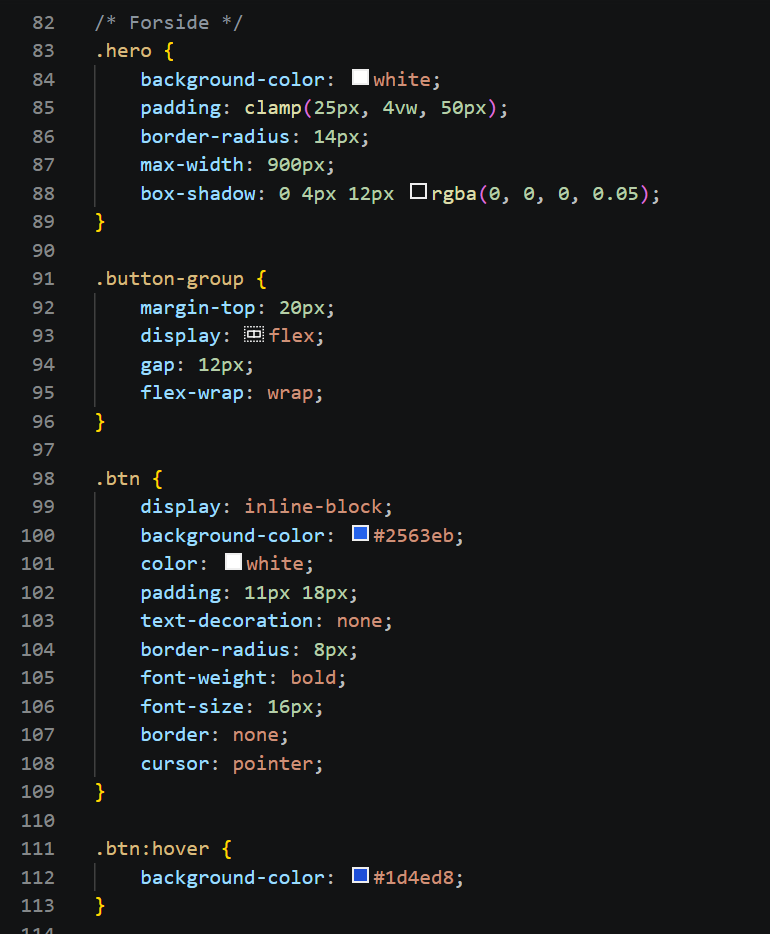 82 /* Forside */
83 .hero {
84     background-color: white;
85     padding: clamp(25px, 4vw, 50px);
86     border-radius: 14px;
87     max-width: 900px;
88     box-shadow: 0 4px 12px rgba(0, 0, 0, 0.05);
89 }
90
91 .button-group {
92     margin-top: 20px;
93     display: flex;
94     gap: 12px;
95     flex-wrap: wrap;
96 }
97
98 .btn {
99     display: inline-block;
100     background-color: #2563eb;
101     color: white;
102     padding: 11px 18px;
103     text-decoration: none;
104     border-radius: 8px;
105     font-weight: bold;
106     font-size: 16px;
107     border: none;
108     cursor: pointer;
109 }
110
111 .btn:hover {
112     background-color: #1d4ed8;
113 }
114